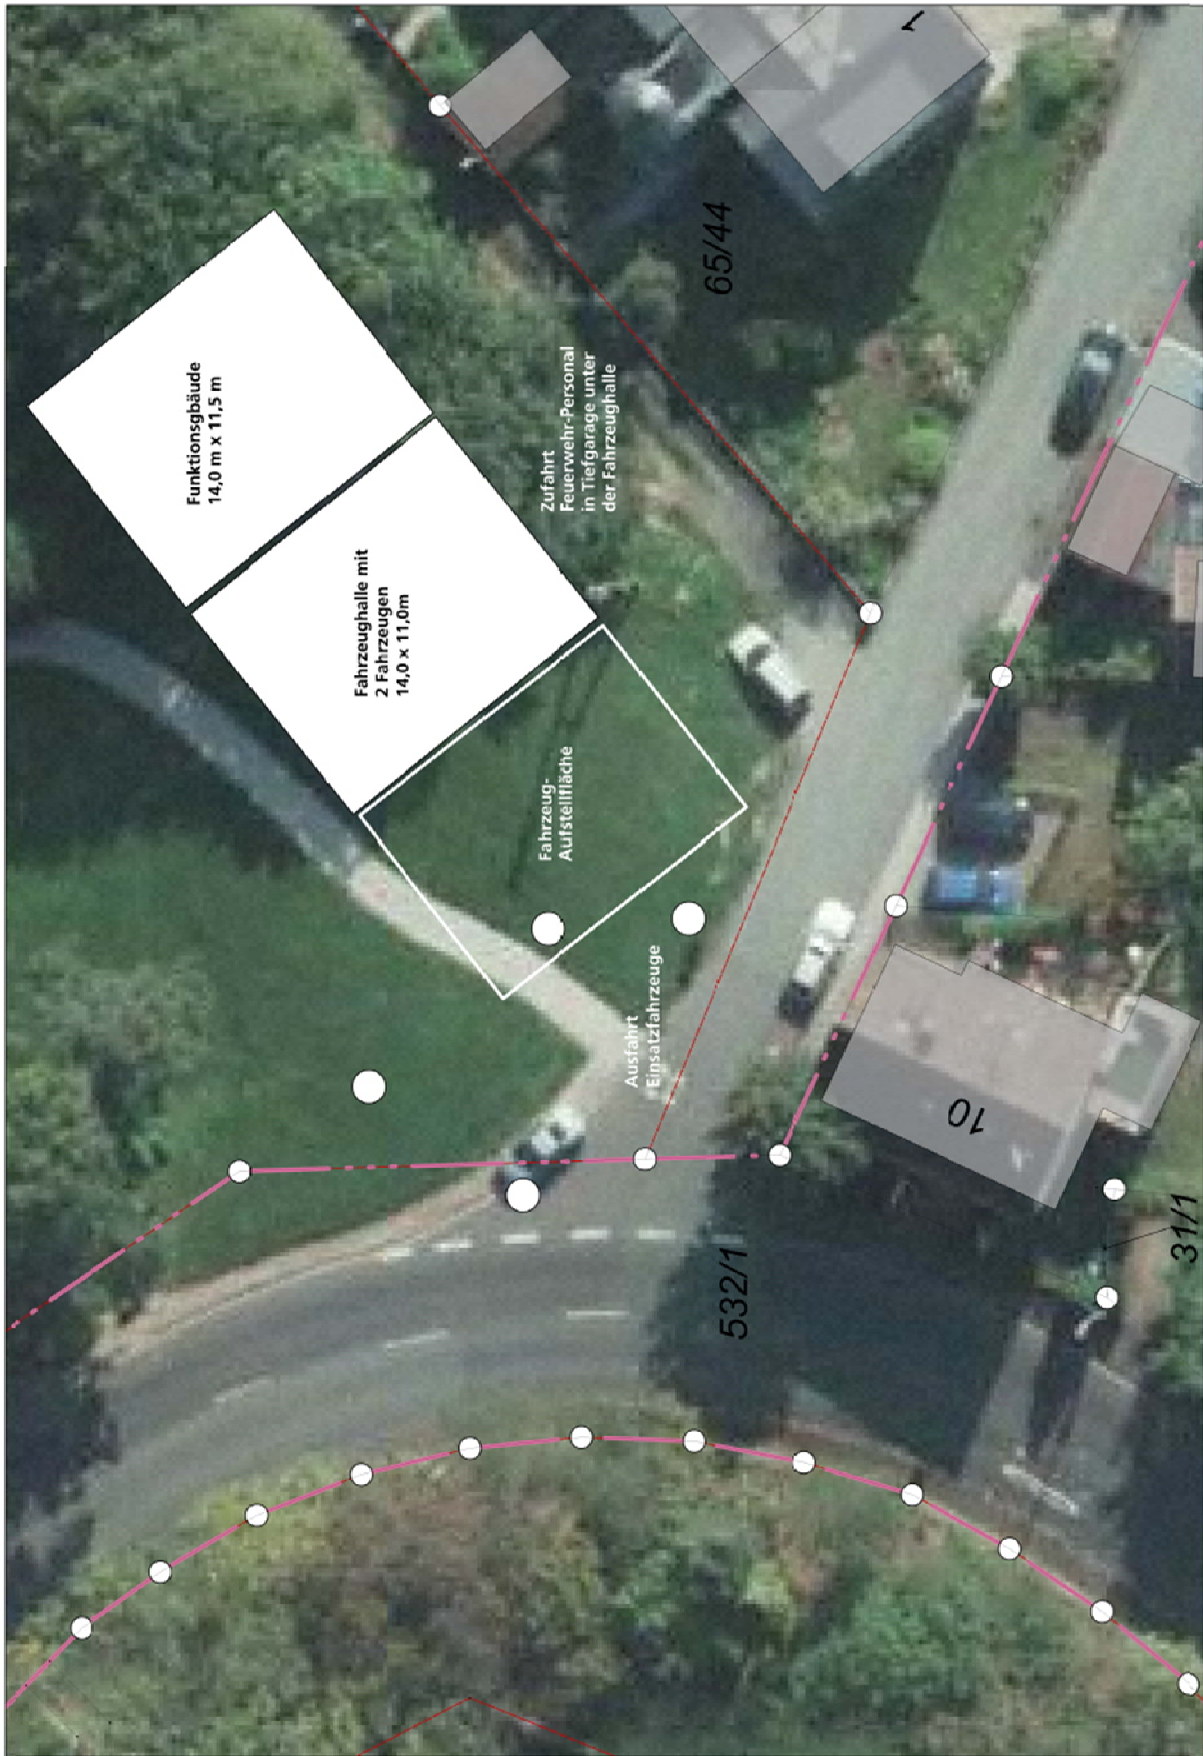 Funktionsgbäude
14,0 m x 11,5 m
Fahrzeughalle mit
2 Fahrzeugen
14,0 x 11,0m
Zufahrt
Feuerwehr-Personal
in Tiefgarage unter
der Fahrzeughalle
Fahrzeug-
Aufstellfläche
Ausfahrt
Einsatzfahrzeuge
1
65/44
10
532/1
31/1